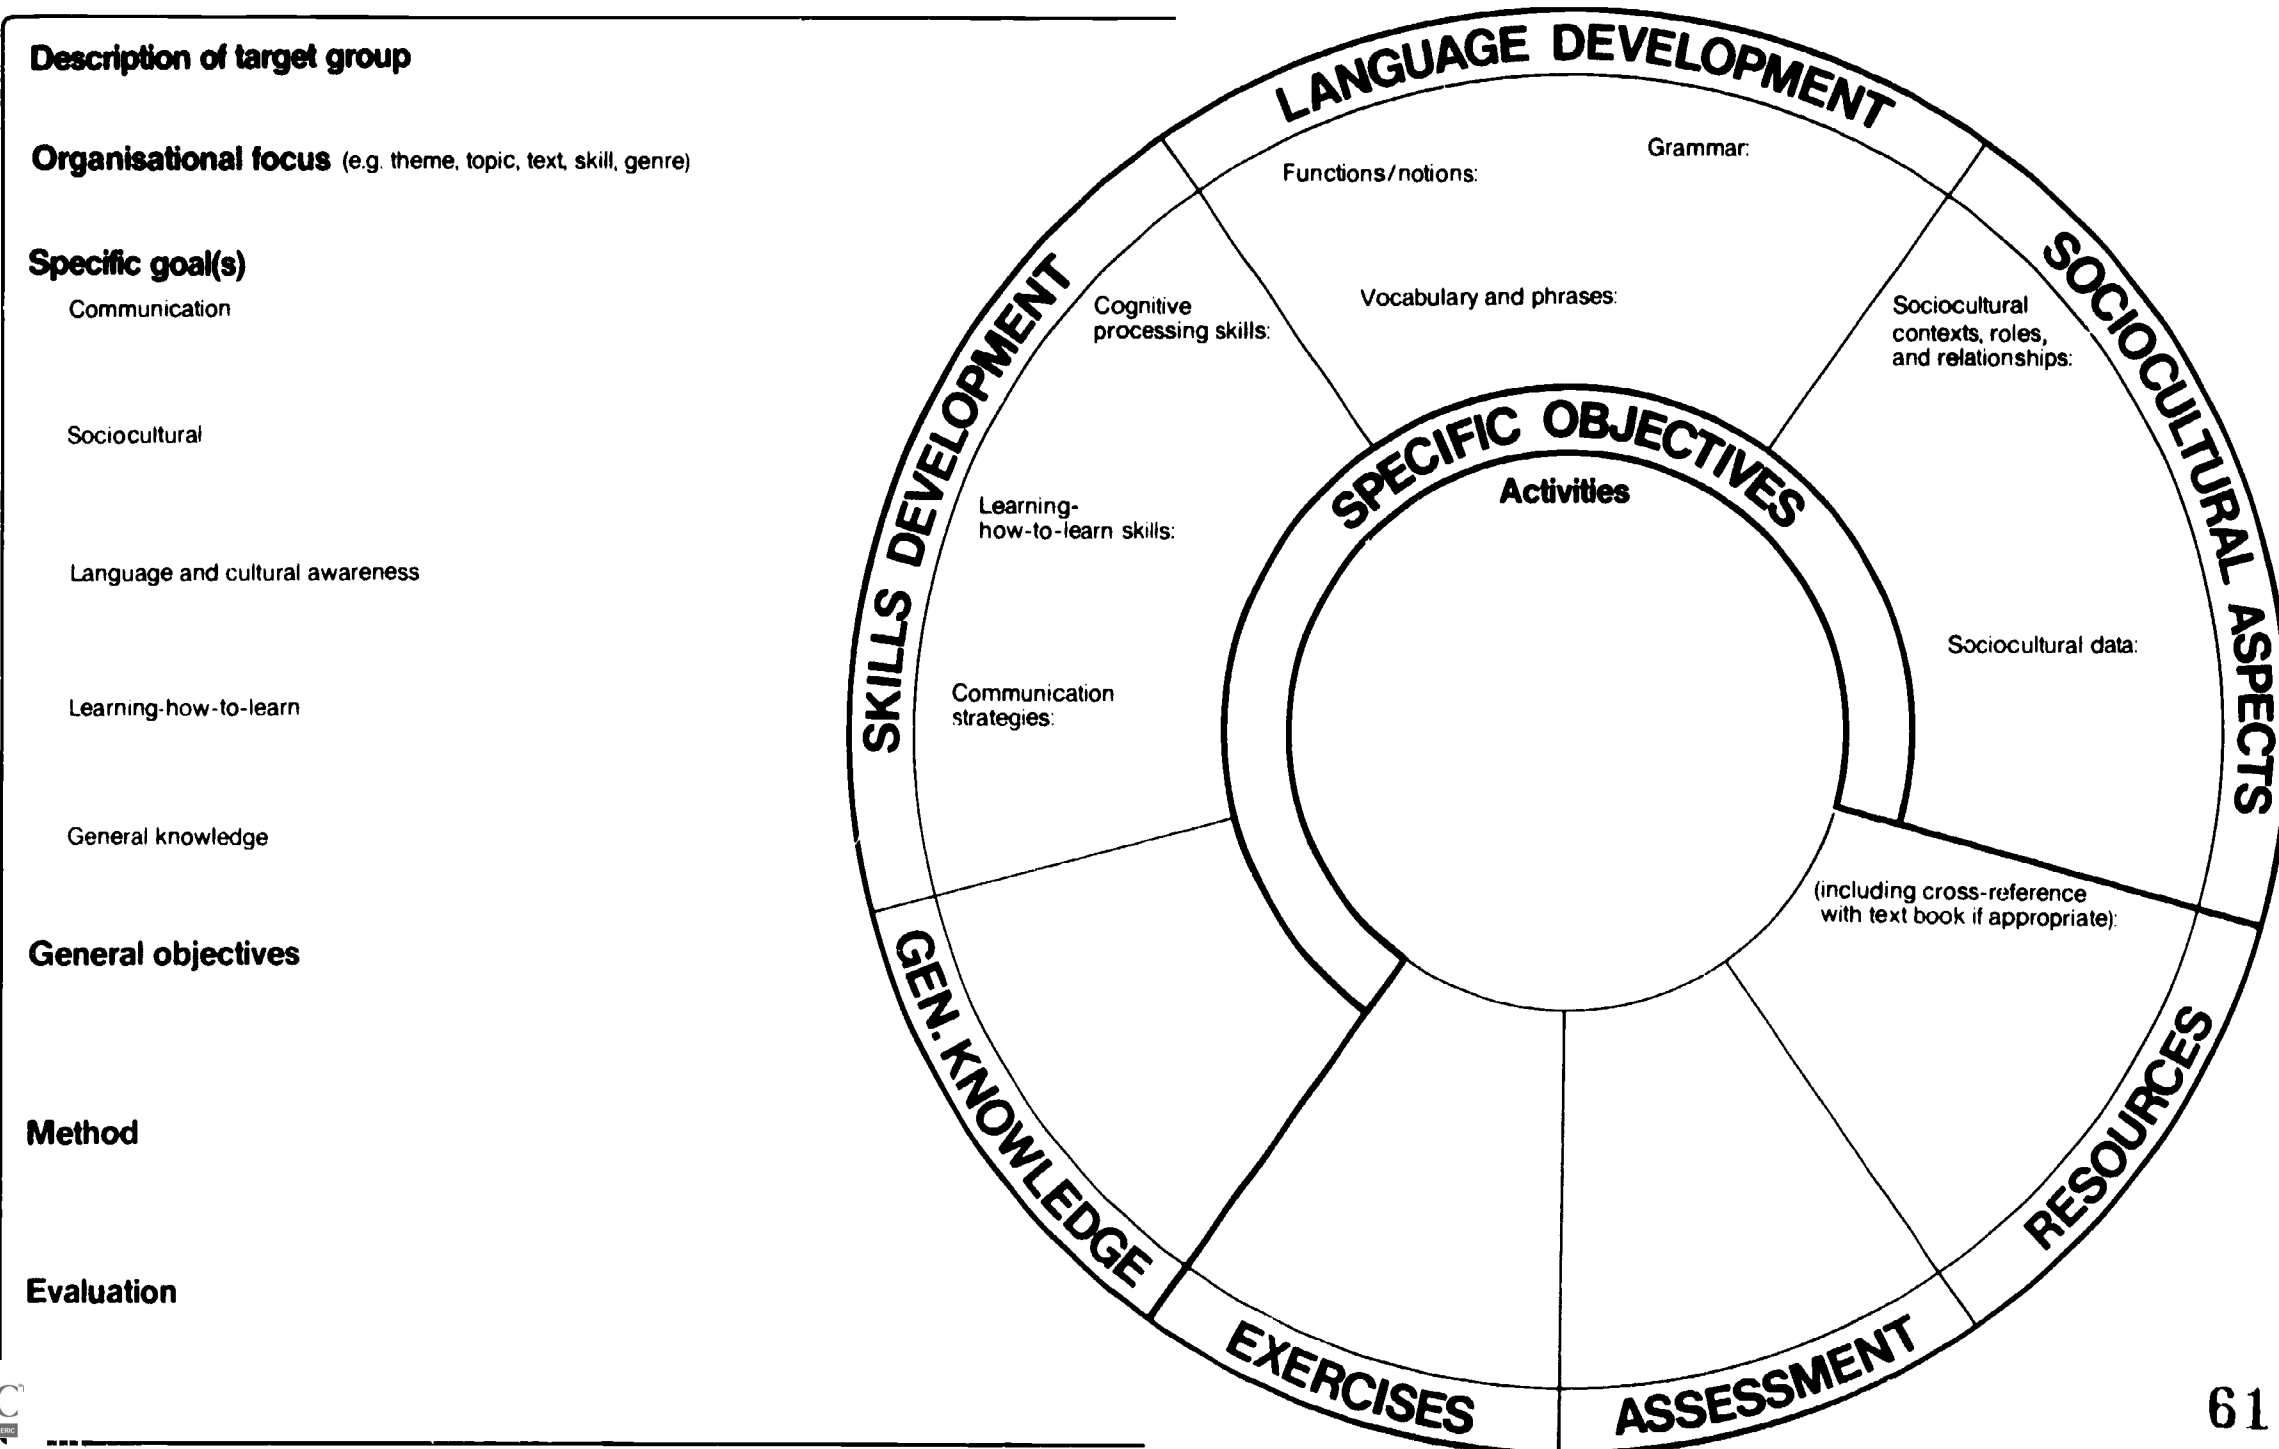 Description of target group
Organisational focus (e.g. theme, topic, text, skill, genre)
Specific goal(s)
Communication
Sociocultural
Language and cultural awareness
Learning-how-to-learn
General knowledge
General objectives
Method
Evaluation
LANGUAGE DEVELOPMENT
Functions/notions:
Grammar:
Vocabulary and phrases:
SOCIOCULTURAL ASPECTS
Sociocultural
contexts, roles,
and relationships:
Sociocultural data:
SKILLS DEVELOPMENT
Cognitive
processing skills:
Learning-
how-to-learn skills:
Communication
strategies:
SPECIFIC OBJECTIVES
Activities
(including cross-reference
with text book if appropriate):
RESOURCES
GEN. KNOWLEDGE
EXERCISES
ASSESSMENT
61
ERIC